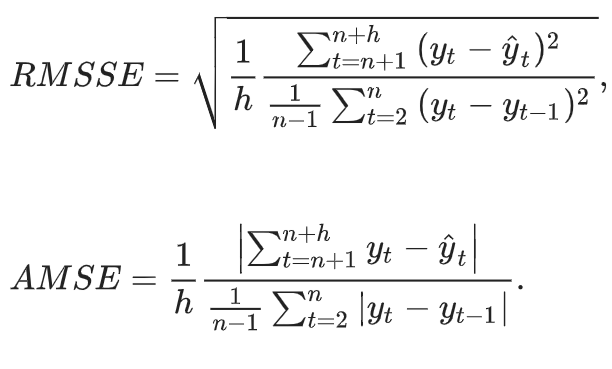 RMSSE = \sqrt{\frac{1}{h} \frac{\sum_{t=n+1}^{n+h} (y_t - \hat{y}_t)^2}{\frac{1}{n-1} \sum_{t=2}^{n} (y_t - y_{t-1})^2}},
AMSE = \frac{1}{h} \frac{\left| \sum_{t=n+1}^{n+h} y_t - \hat{y}_t \right|}{\frac{1}{n-1} \sum_{t=2}^{n} |y_t - y_{t-1}|}.